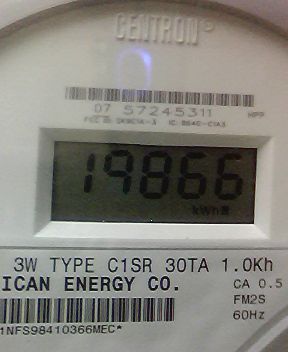 CENTRON®
07 57245311 HPP
19866
kWh
3W TYPE C1SR 30TA 1.0Kh
ICAN ENERGY CO. CA 0.5
FM2S
60Hz
1NFS98410366MEC*